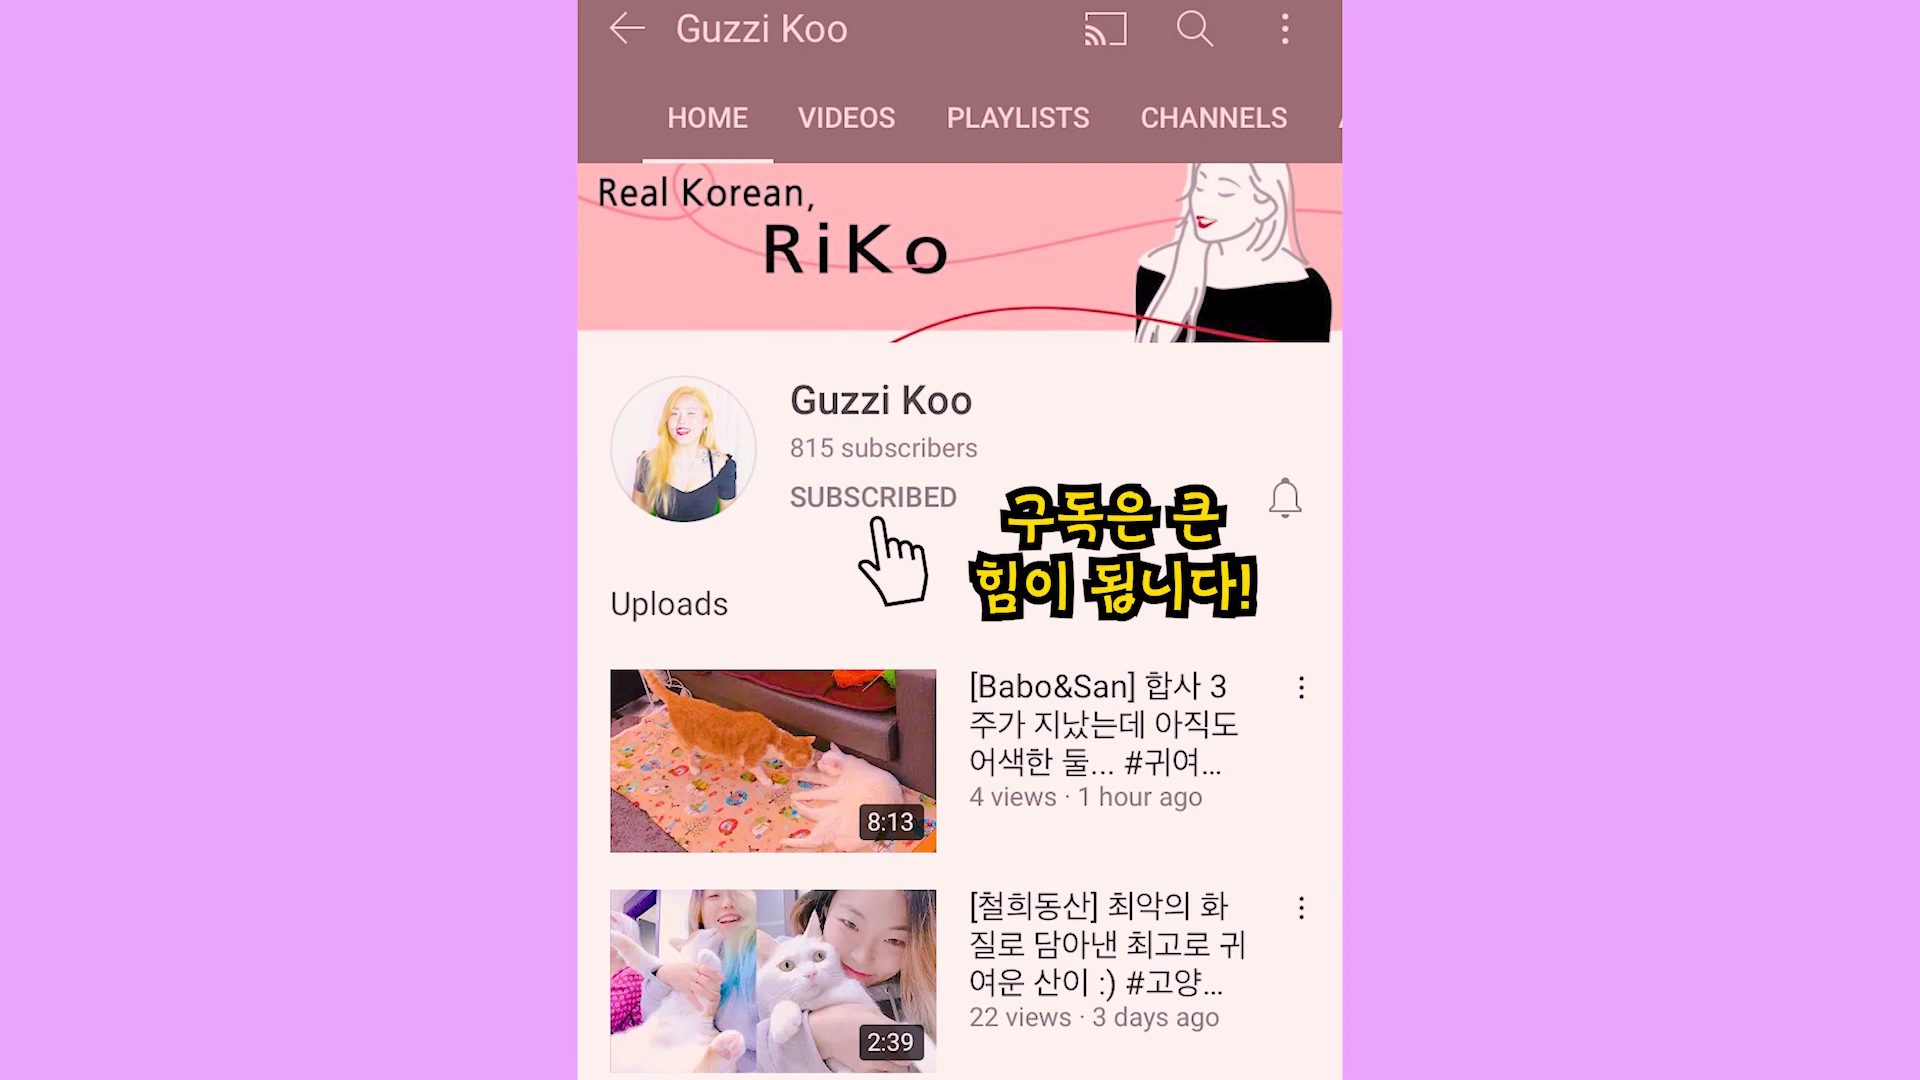 Guzzi Koo
HOME VIDEOS PLAYLISTS CHANNELS
Real Korean,
RiKo
Guzzi Koo
815 subscribers
SUBSCRIBED
구독은 큰
힘이 됩니다!
Uploads
[Babo&San] 합사 3
주가 지났는데 아직도
어색한 둘... #귀여...
4 views · 1 hour ago
8:13
[철희동산] 최악의 화
질로 담아낸 최고로 귀
여운 산이 :) #고양...
22 views · 3 days ago
2:39